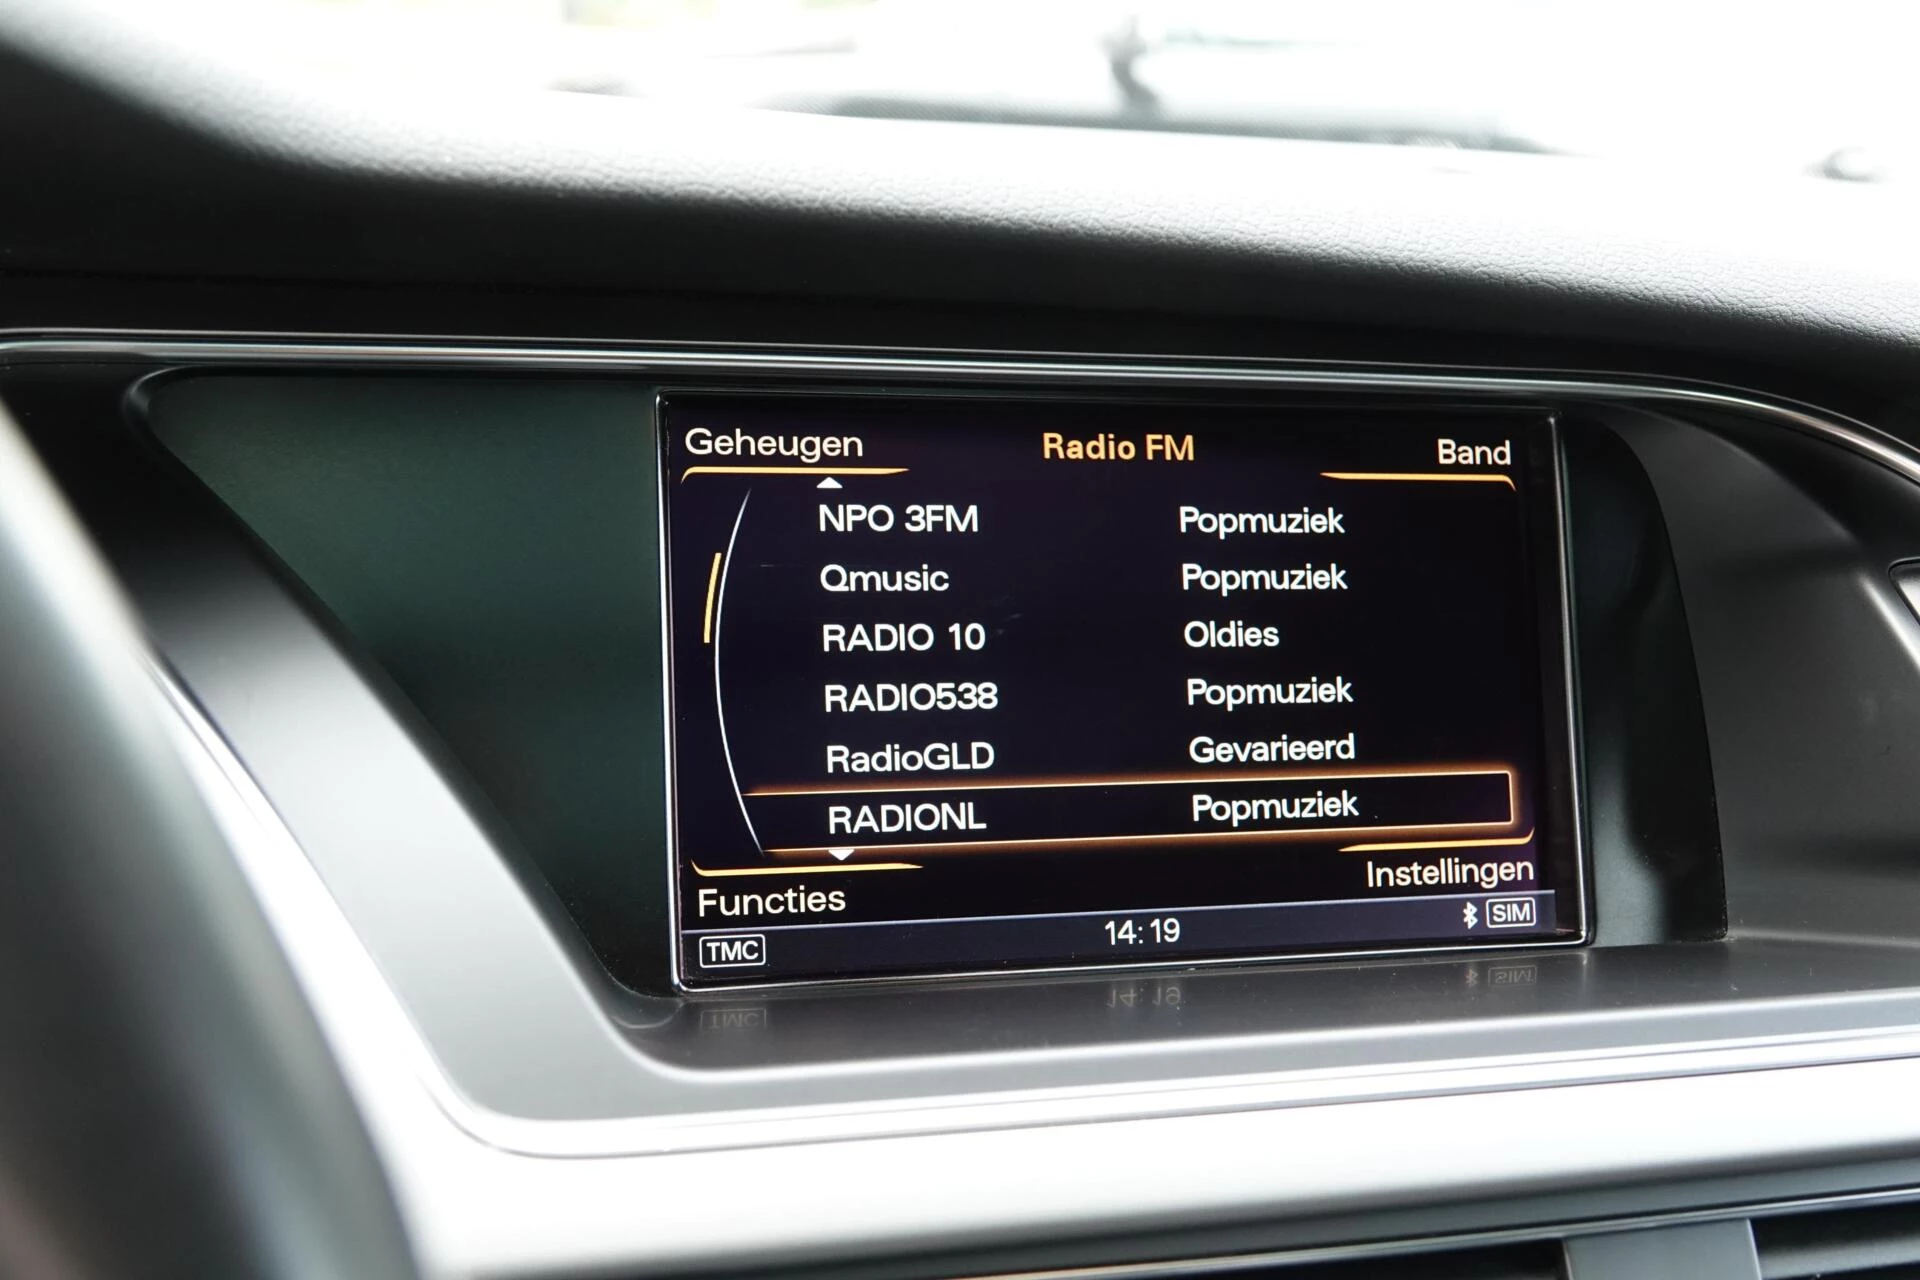 Geheugen Radio FM Band
NPO 3FM Popmuziek
Qmusic Popmuziek
RADIO 10 Oldies
RADIO538 Popmuziek
RadioGLD Gevarieerd
RADIONL Popmuziek
Functies Instellingen
TMC 14:19 SIM